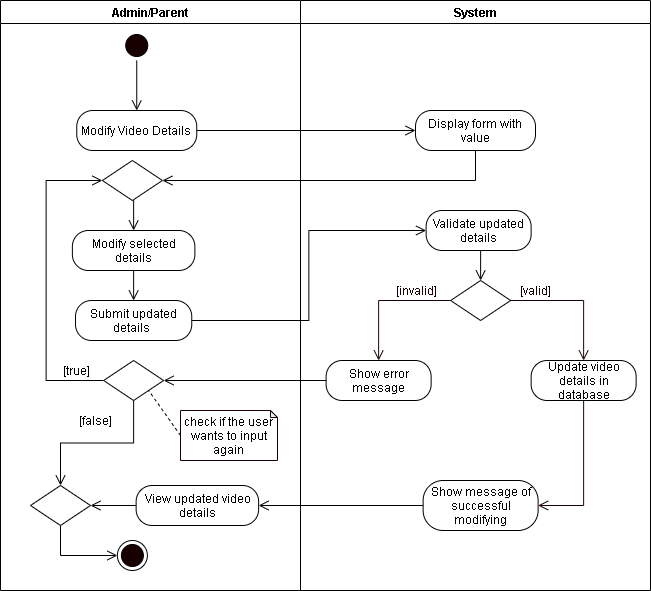 Admin/Parent
System
Modify Video Details
Display form with
value
Modify selected
details
Validate updated
details
Submit updated
details
[invalid]
[valid]
[true]
Show error
message
Update video
details in
database
[false]
check if the user
wants to input
again
View updated video
details
Show message of
successful
modifying